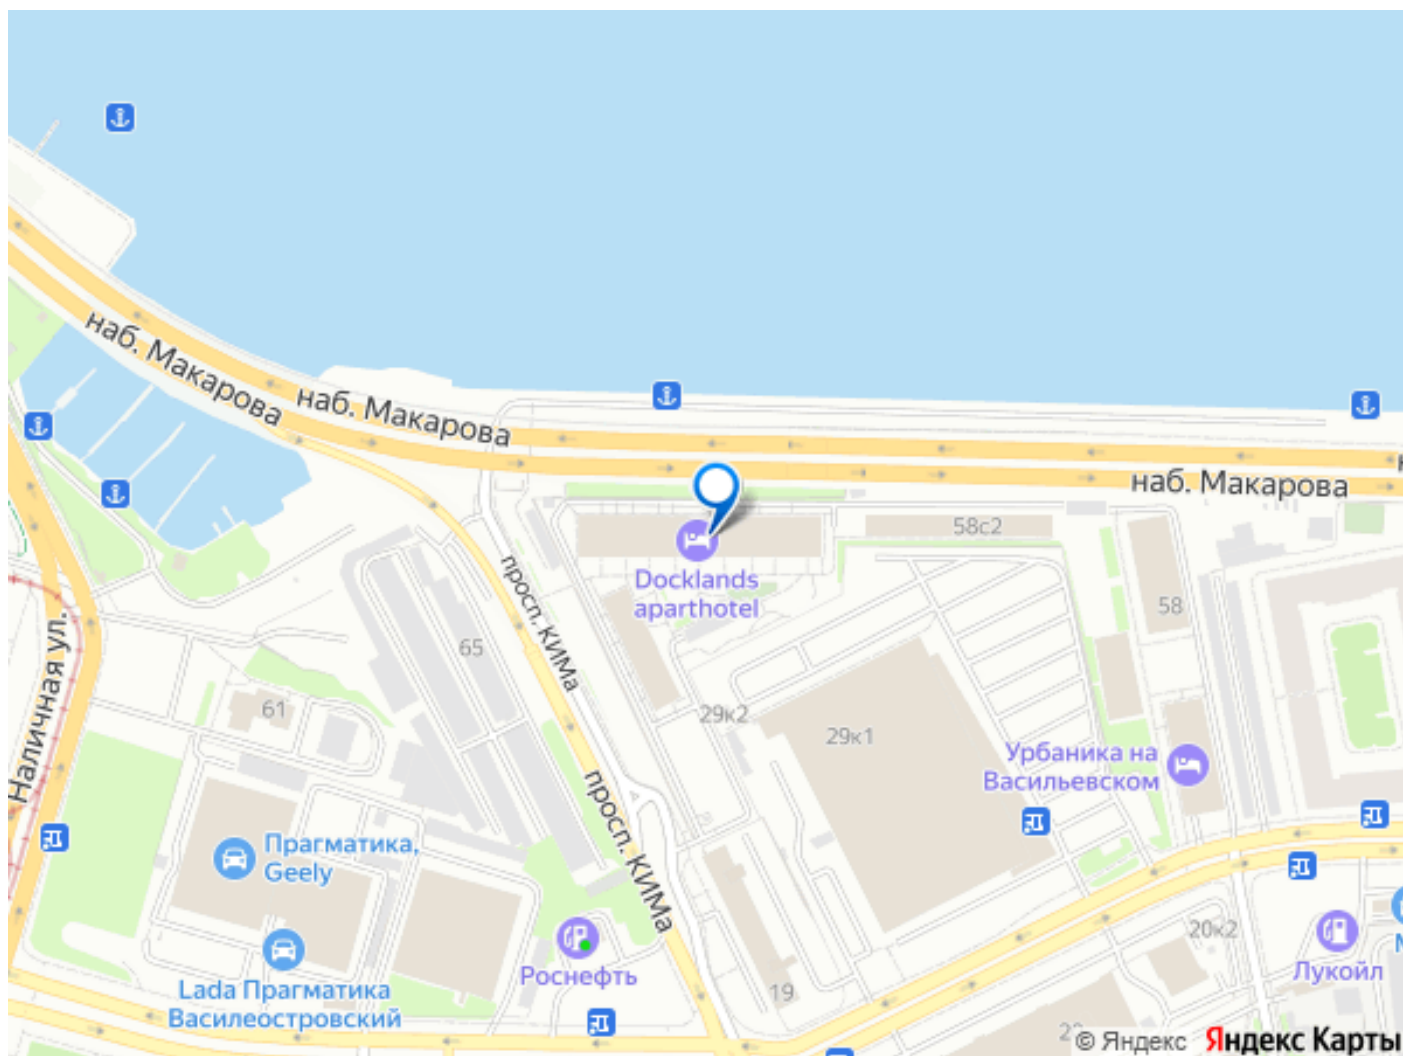 наб. Макарова
наб. Макарова
наб. Макарова
58с2
Docklands
aparthotel
просп. КИМа
58
65
Наличная ул.
61
29к2
29к1
Урбаника на
Васильевском
просп. КИМа
Прагматика,
Geely
20к2
Роснефть
Лукойл
Lada Прагматика
Василеостровский
19
© Яндекс Яндекс Карты